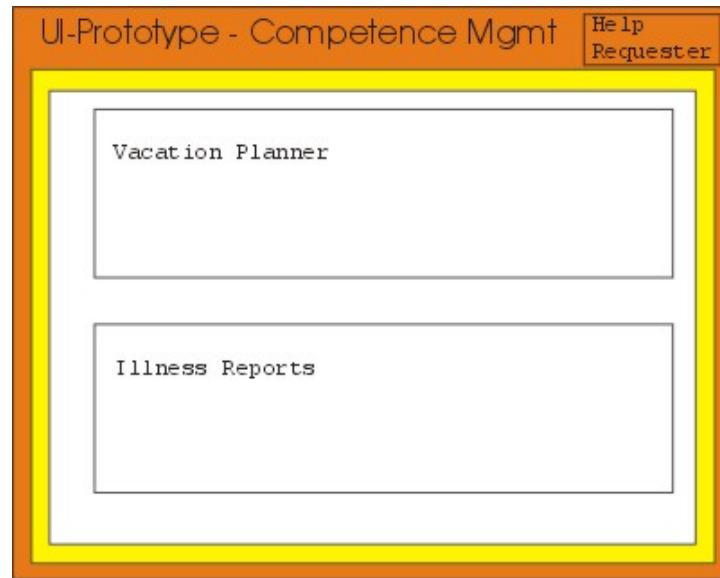 UI-Prototype - Competence Mgmt
Help
Requester
Vacation Planner
Illness Reports